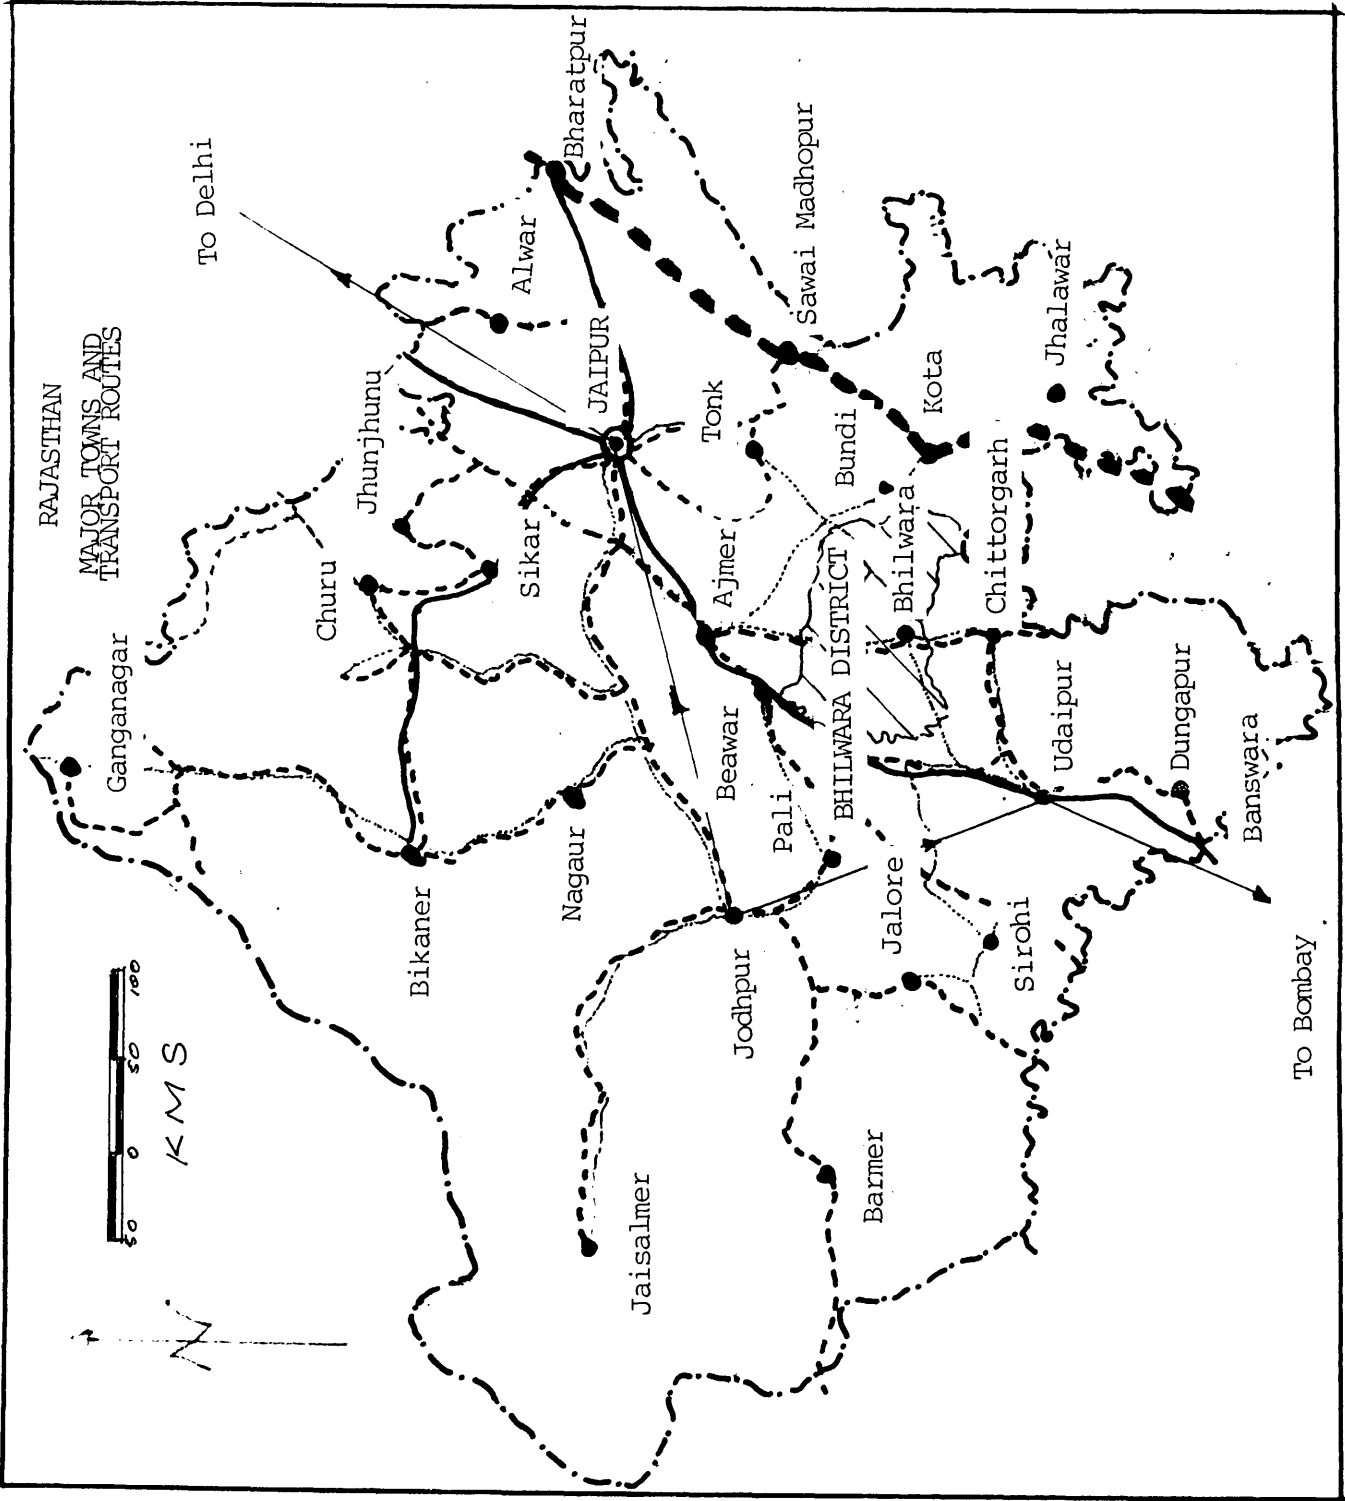 RAJASTHAN
MAJOR TOWNS AND
TRANSPORT ROUTES
To Delhi
Ganganagar
Churu
Jhunjhunu
Alwar
Bharatpur
Sikar
JAIPUR
Bikaner
Nagaur
Ajmer
Tonk
Sawai Madhopur
Beawar
Pali
BHILWARA DISTRICT
Bundi
Bhilwara
Kota
Jodhpur
Jalore
Chittorgarh
Jhalawar
Jaisalmer
Barmer
Sirohi
Udaipur
Dungapur
Banswara
To Bombay
50 0 50 100
KMS
N